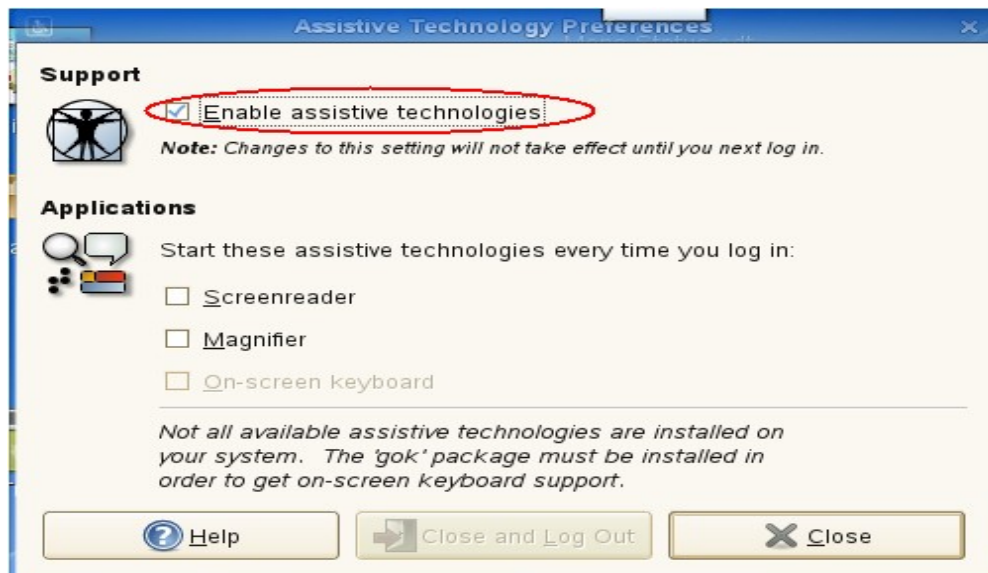 Assistive Technology Preferences
Support
Enable assistive technologies
Note: Changes to this setting will not take effect until you next log in.
Applications
Start these assistive technologies every time you log in:
Screenreader
Magnifier
On-screen keyboard
Not all available assistive technologies are installed on
your system. The 'gok' package must be installed in
order to get on-screen keyboard support.
Help
Close and Log Out
Close